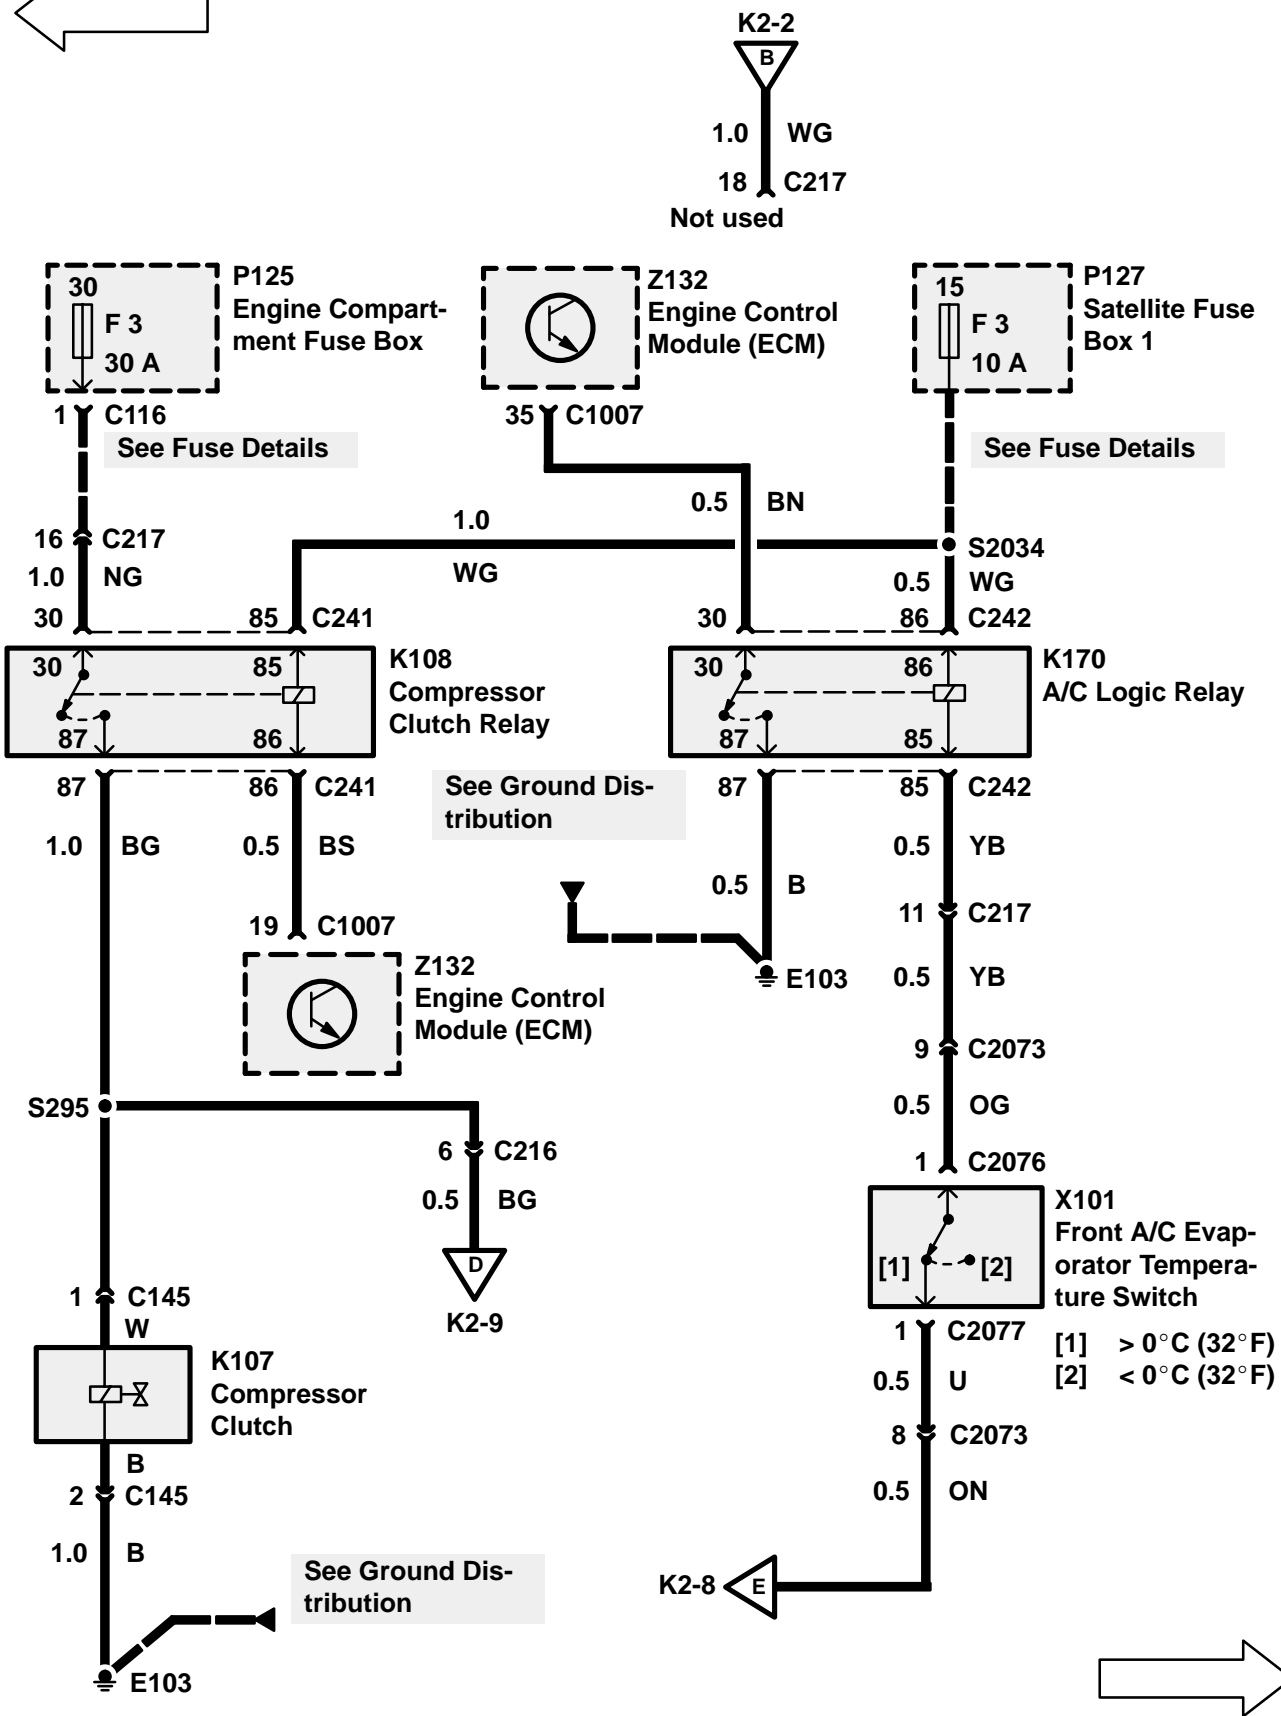 K2-2
B
1.0 WG
18 C217
Not used
30
F 3
30 A
P125
Engine Compart-
ment Fuse Box
Z132
Engine Control
Module (ECM)
15
F 3
10 A
P127
Satellite Fuse
Box 1
1 C116
See Fuse Details
35 C1007
See Fuse Details
0.5 BN
16 C217
1.0 NG
1.0
WG
S2034
0.5 WG
30 85 C241
30 86 C242
30 85
87 86
K108
Compressor
Clutch Relay
30 86
87 85
K170
A/C Logic Relay
87 86 C241
See Ground Dis-
tribution
87 85 C242
1.0 BG
0.5 BS
0.5 YB
0.5 B
11 C217
19 C1007
Z132
Engine Control
Module (ECM)
E103
0.5 YB
9 C2073
S295
0.5 OG
6 C216
1 C2076
0.5 BG
D
K2-9
[1] [2]
X101
Front A/C Evap-
orator Tempera-
ture Switch
[1] > 0°C (32°F)
[2] < 0°C (32°F)
1 C145
W
1 C2077
K107
Compressor
Clutch
0.5 U
8 C2073
B
2 C145
0.5 ON
1.0 B
See Ground Dis-
tribution
K2-8 E
E103